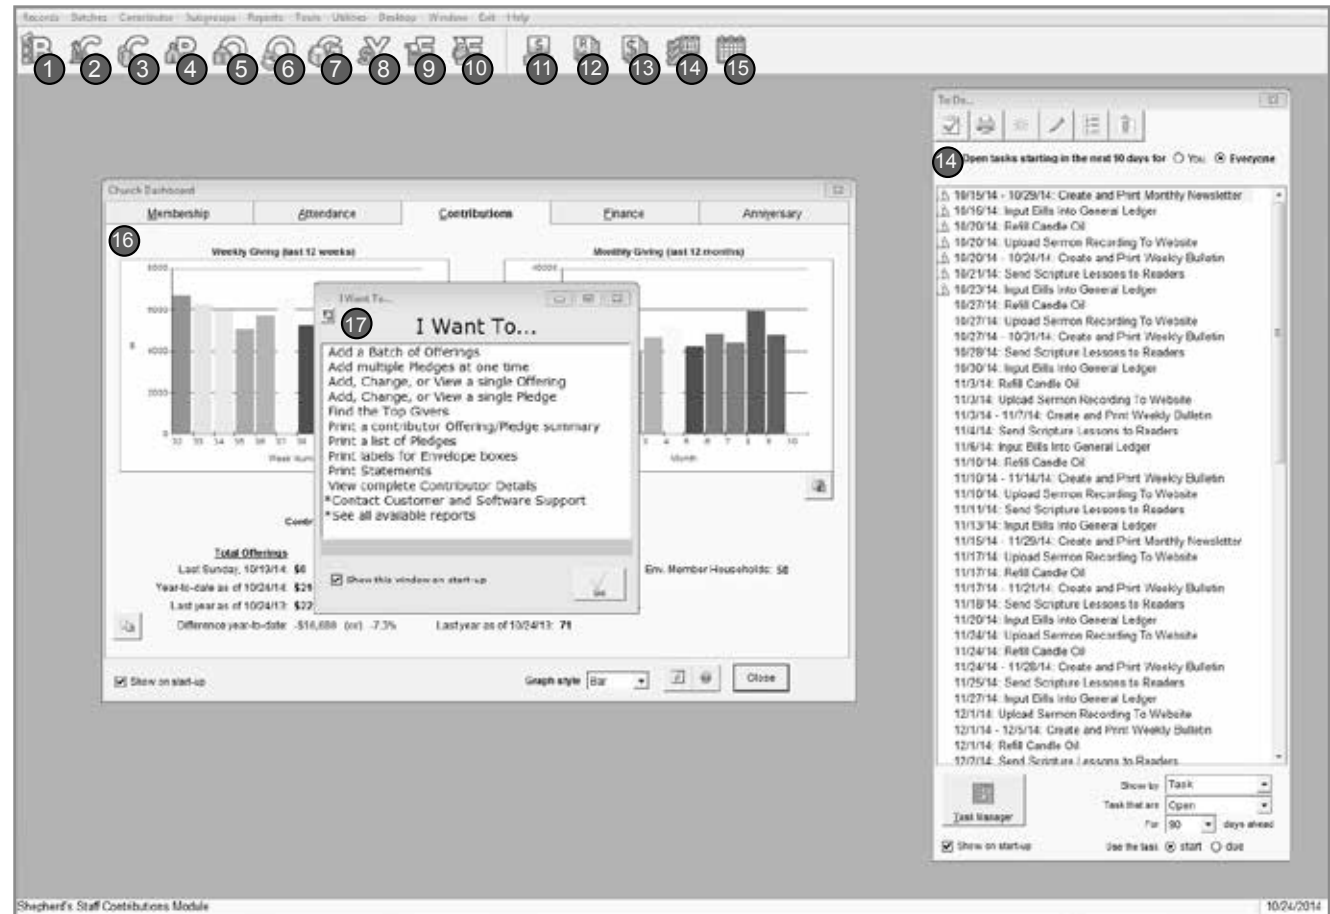 Records Batches Contributor Subgroups Reports Tools Utilities Desktop Window Exit Help
1 2 3 4 5 6 7 8 9 10 11 12 13 14 15
Church Dashboard
Membership Attendance Contributions Finance Anniversary
16
Weekly Giving (last 12 weeks)
Monthly Giving (last 12 months)
I Want To...
17
I Want To...
Add a Batch of Offerings
Add multiple Pledges at one time
Add, Change, or View a single Offering
Add, Change, or View a single Pledge
Find the Top Givers
Print a contributor Offering/Pledge summary
Print a list of Pledges
Print labels for Envelope boxes
Print Statements
View complete Contributor Details
*Contact Customer and Software Support
*See all available reports
Show this window on start-up
Month
Total Offerings
Last Sunday, 10/19/14:
Env. Member Households:
Year-to-date as of 10/24/14:
Last year as of 10/24/13:
Difference year-to-date: (or) -7.3%
Last year as of 10/24/13: 71
Show on start-up
Graph style Bar
Close
To Do...
14
Open tasks starting in the next 90 days for You Everyone
10/15/14 - 10/29/14: Create and Print Monthly Newsletter
10/16/14: Input Bills into General Ledger
10/20/14: Refill Candle Oil
10/20/14: Upload Sermon Recording To Website
10/20/14 - 10/24/14: Create and Print Weekly Bulletin
10/21/14: Send Scripture Lessons to Readers
10/23/14: Input Bills into General Ledger
10/27/14: Refill Candle Oil
10/27/14: Upload Sermon Recording To Website
10/27/14 - 10/31/14: Create and Print Weekly Bulletin
10/28/14: Send Scripture Lessons to Readers
10/30/14: Input Bills into General Ledger
11/3/14: Refill Candle Oil
11/3/14: Upload Sermon Recording To Website
11/3/14 - 11/7/14: Create and Print Weekly Bulletin
11/4/14: Send Scripture Lessons to Readers
11/6/14: Input Bills into General Ledger
11/10/14: Refill Candle Oil
11/10/14 - 11/14/14: Create and Print Weekly Bulletin
11/10/14: Upload Sermon Recording To Website
11/11/14: Send Scripture Lessons to Readers
11/13/14: Input Bills into General Ledger
11/15/14 - 11/29/14: Create and Print Monthly Newsletter
11/17/14: Upload Sermon Recording To Website
11/17/14: Refill Candle Oil
11/17/14 - 11/21/14: Create and Print Weekly Bulletin
11/18/14: Send Scripture Lessons to Readers
11/20/14: Input Bills into General Ledger
11/24/14: Upload Sermon Recording To Website
11/24/14: Refill Candle Oil
11/24/14 - 11/28/14: Create and Print Weekly Bulletin
11/25/14: Send Scripture Lessons to Readers
11/27/14: Input Bills into General Ledger
12/1/14: Upload Sermon Recording To Website
12/1/14 - 12/5/14: Create and Print Weekly Bulletin
12/1/14: Refill Candle Oil
12/2/14: Send Scripture Lessons to Readers
Task Manager
Show by Task
Task that are Open
For 90 days ahead
Show on start-up
Use the task start due
Shepherd's Staff Contributions Module
10/24/2014